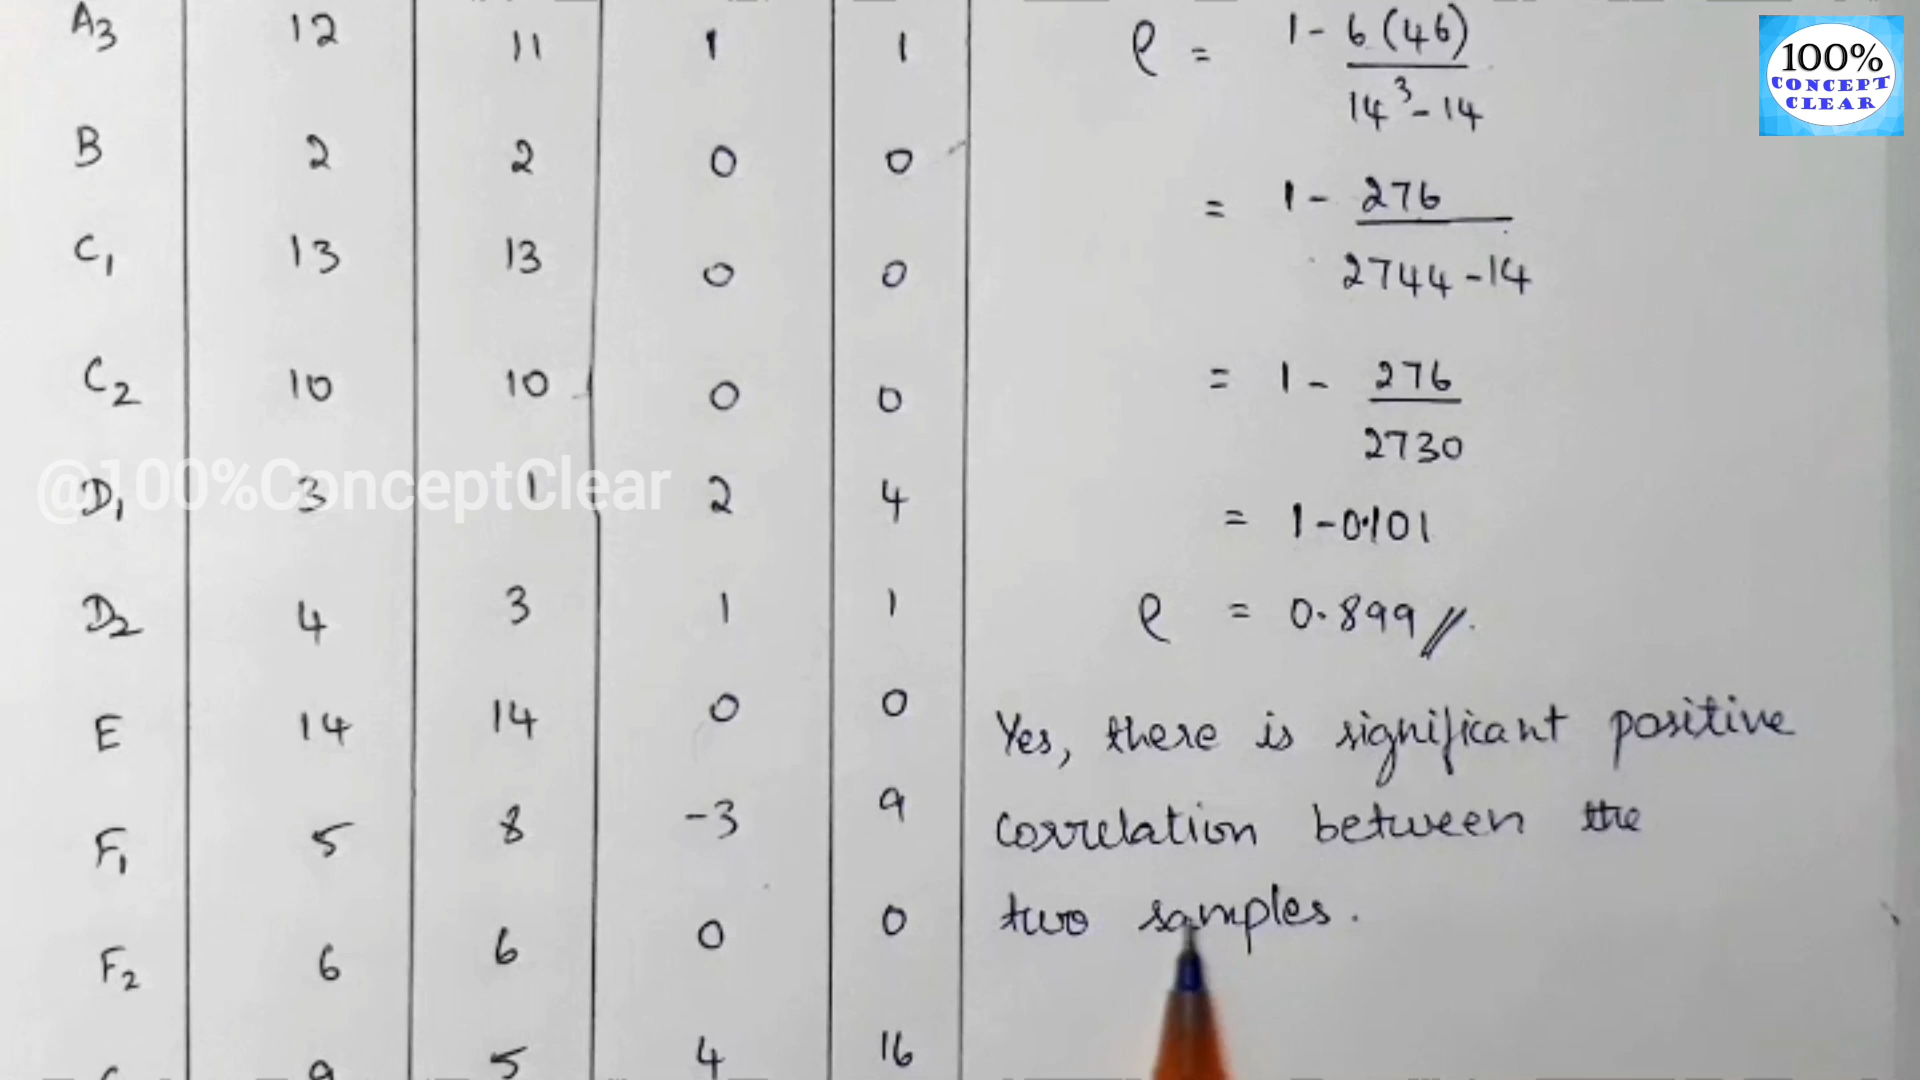 A3 12 11 1 1
B 2 2 0 0
C1 13 13 0 0
C2 10 10 0 0
D1 3 1 2 4
D2 4 3 1 1
E 14 14 0 0
F1 5 8 -3 9
F2 6 6 0 0
9 5 4 16
ρ = 1 - 6(46)
14³ - 14
= 1 - 276
2744 - 14
= 1 - 276
2730
= 1 - 0.101
ρ = 0.899 //.
Yes, there is significant positive
correlation between the
two samples.
100%
CONCEPT
CLEAR
@100%ConceptClear